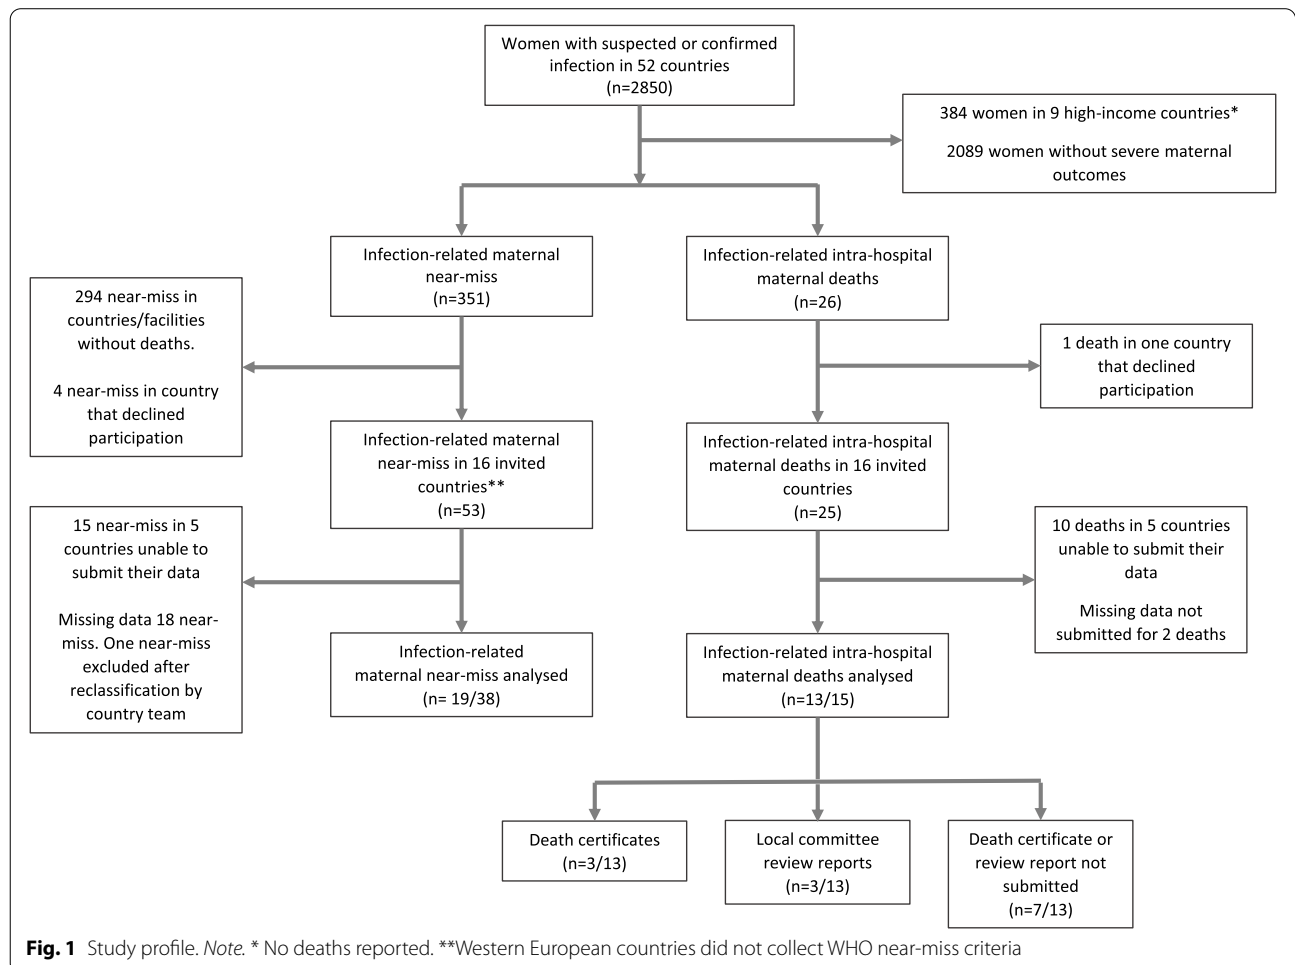 Women with suspected or confirmed
infection in 52 countries
(n=2850)
384 women in 9 high-income countries*
2089 women without severe maternal
outcomes
Infection-related maternal
near-miss
(n=351)
Infection-related intra-hospital
maternal deaths
(n=26)
294 near-miss in
countries/facilities
without deaths.
4 near-miss in country
that declined
participation
1 death in one country
that declined
participation
Infection-related maternal
near-miss in 16 invited
countries**
(n=53)
Infection-related intra-hospital
maternal deaths in 16 invited
countries
(n=25)
15 near-miss in 5
countries unable to
submit their data
Missing data 18 near-
miss. One near-miss
excluded after
reclassification by
country team
10 deaths in 5 countries
unable to submit their
data
Missing data not
submitted for 2 deaths
Infection-related
maternal near-miss analysed
(n= 19/38)
Infection-related intra-hospital
maternal deaths analysed
(n=13/15)
Death certificates
(n=3/13)
Local committee
review reports
(n=3/13)
Death certificate or
review report not
submitted
(n=7/13)
Fig. 1 Study profile. Note. * No deaths reported. **Western European countries did not collect WHO near-miss criteria